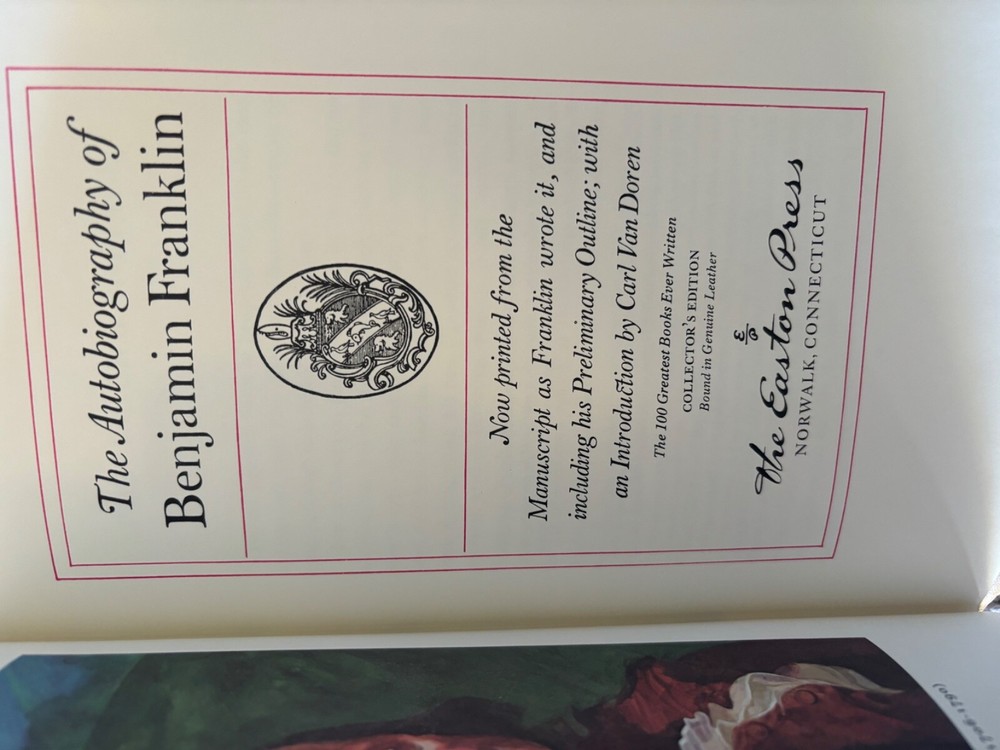 The Autobiography of
Benjamin Franklin
Now printed from the
Manuscript as Franklin wrote it, and
including his Preliminary Outline; with
an Introduction by Carl Van Doren
The 100 Greatest Books Ever Written
COLLECTOR'S EDITION
Bound in Genuine Leather
The Easton Press
NORWALK, CONNECTICUT